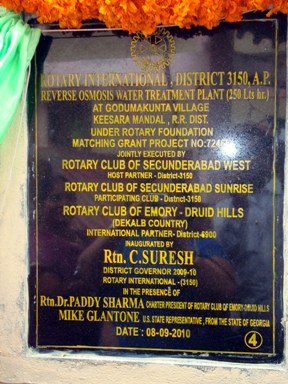 ROTARY INTERNATIONAL, DISTRICT 3150, A.P.
REVERSE OSMOSIS WATER TREATMENT PLANT (250 Lts hr.)
AT GODUMAKUNTA VILLAGE
KEESARA MANDAL, R.R. DIST.
UNDER ROTARY FOUNDATION
MATCHING GRANT PROJECT NO:
JOINTLY EXECUTED BY
ROTARY CLUB OF SECUNDERABAD WEST
HOST PARTNER - District-3150
ROTARY CLUB OF SECUNDERABAD SUNRISE
PARTICIPATING CLUB - District-3150
ROTARY CLUB OF EMORY - DRUID HILLS
(DEKALB COUNTRY)
INTERNATIONAL PARTNER- District-6900
INAUGURATED BY
Rtn. C.SURESH
DISTRICT GOVERNOR 2009-10
ROTARY INTERNATIONAL -(3150)
IN THE PRESENCE OF
Rtn.Dr.PADDY SHARMA CHARTER PRESIDENT OF ROTARY CLUB OF EMORY-DRUID HILLS
MIKE GLANTONE U.S. STATE REPRESENTATIVE, FROM THE STATE OF GEORGIA
DATE : 08-09-2010
4